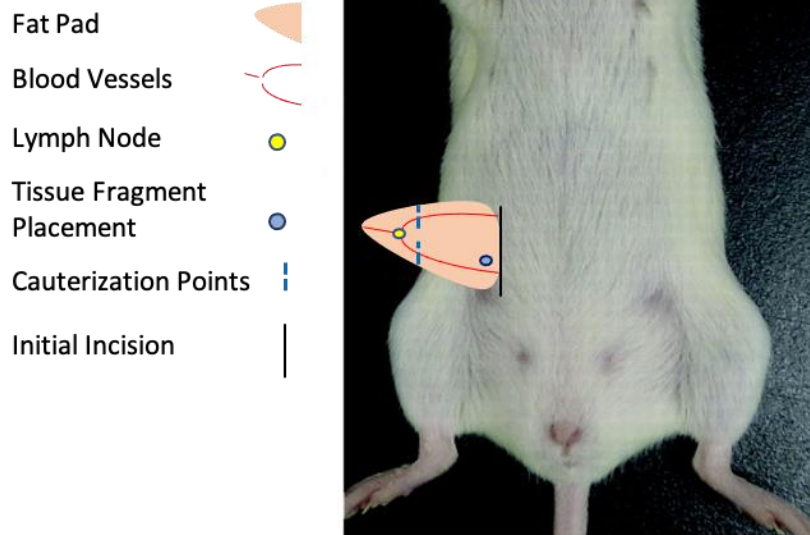 Fat Pad
Blood Vessels
Lymph Node
Tissue Fragment
Placement
Cauterization Points
Initial Incision